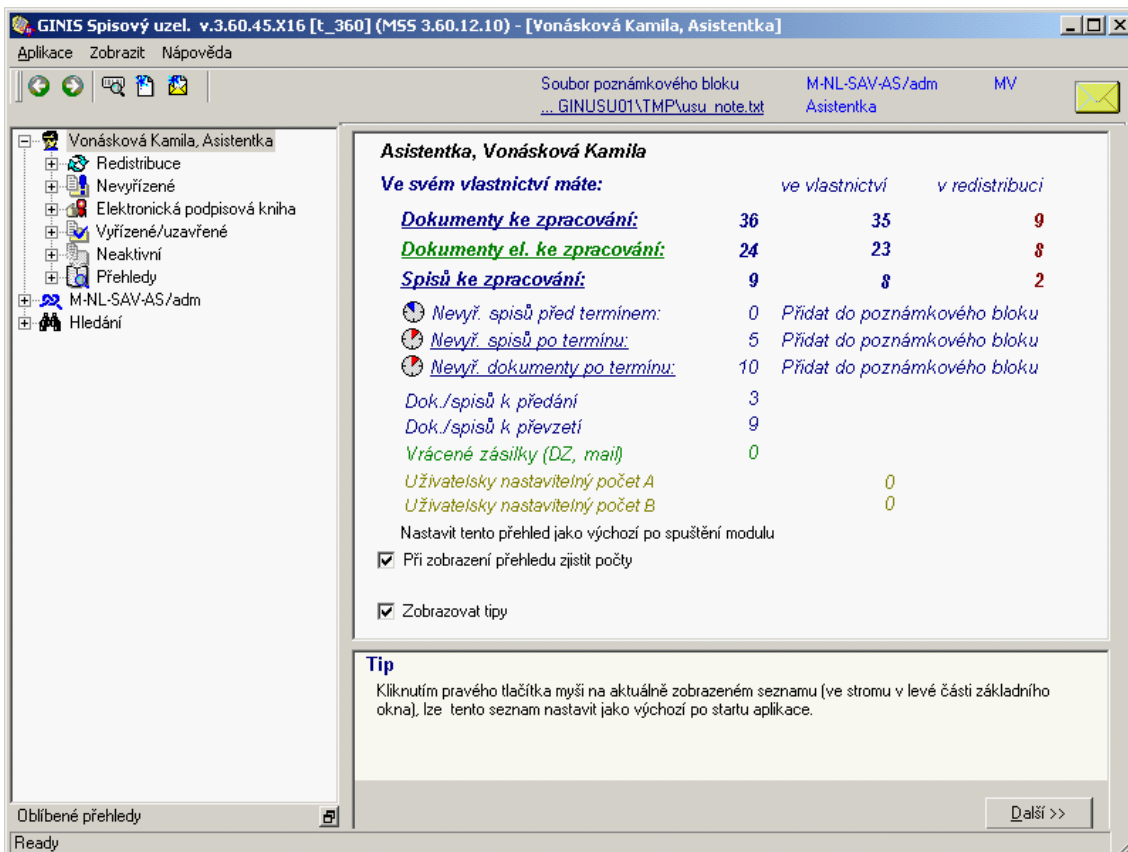 GINIS Spisový uzel. v.3.60.45.X16 [t_360] (MSS 3.60.12.10) - [Vonásková Kamila, Asistentka]
Aplikace Zobrazit Nápověda
Soubor poznámkového bloku M-NL-SAV-AS/adm MV
... GINUSU01\TMP\usu_note.txt Asistentka
Vonásková Kamila, Asistentka
Redistribuce
Nevyřízené
Elektronická podpisová kniha
Vyřízené/uzavřené
Neaktivní
Přehledy
M-NL-SAV-AS/adm
Hledání
Oblíbené přehledy
Asistentka, Vonásková Kamila
Ve svém vlastnictví máte: ve vlastnictví v redistribuci
Dokumenty ke zpracování: 36 35 9
Dokumenty el. ke zpracování: 24 23 8
Spisů ke zpracování: 9 8 2
Nevyř. spisů před termínem: 0 Přidat do poznámkového bloku
Nevyř. spisů po termínu: 5 Přidat do poznámkového bloku
Nevyř. dokumenty po termínu: 10 Přidat do poznámkového bloku
Dok./spisů k předání 3
Dok./spisů k převzetí 9
Vrácené zásilky (DZ, mail) 0
Uživatelsky nastavitelný počet A 0
Uživatelsky nastavitelný počet B 0
Nastavit tento přehled jako výchozí po spuštění modulu
Při zobrazení přehledu zjistit počty
Zobrazovat tipy
Tip
Kliknutím pravého tlačítka myši na aktuálně zobrazeném seznamu (ve stromu v levé části základního
okna), lze tento seznam nastavit jako výchozí po startu aplikace.
Další >>
Ready